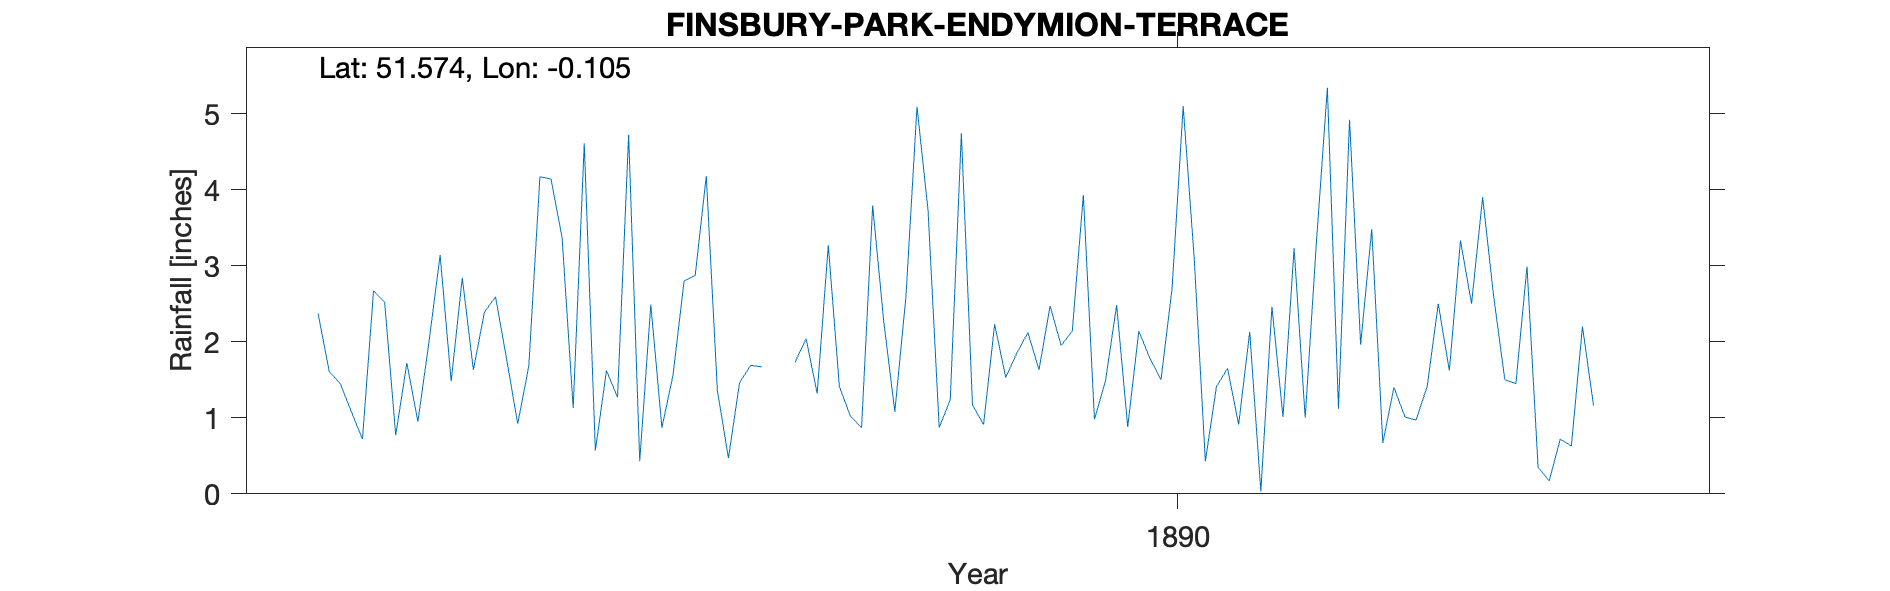 FINSBURY-PARK-ENDYMION-TERRACE
Lat: 51.574, Lon: -0.105
Rainfall [inches]
5
4
3
2
1
0
1890
Year